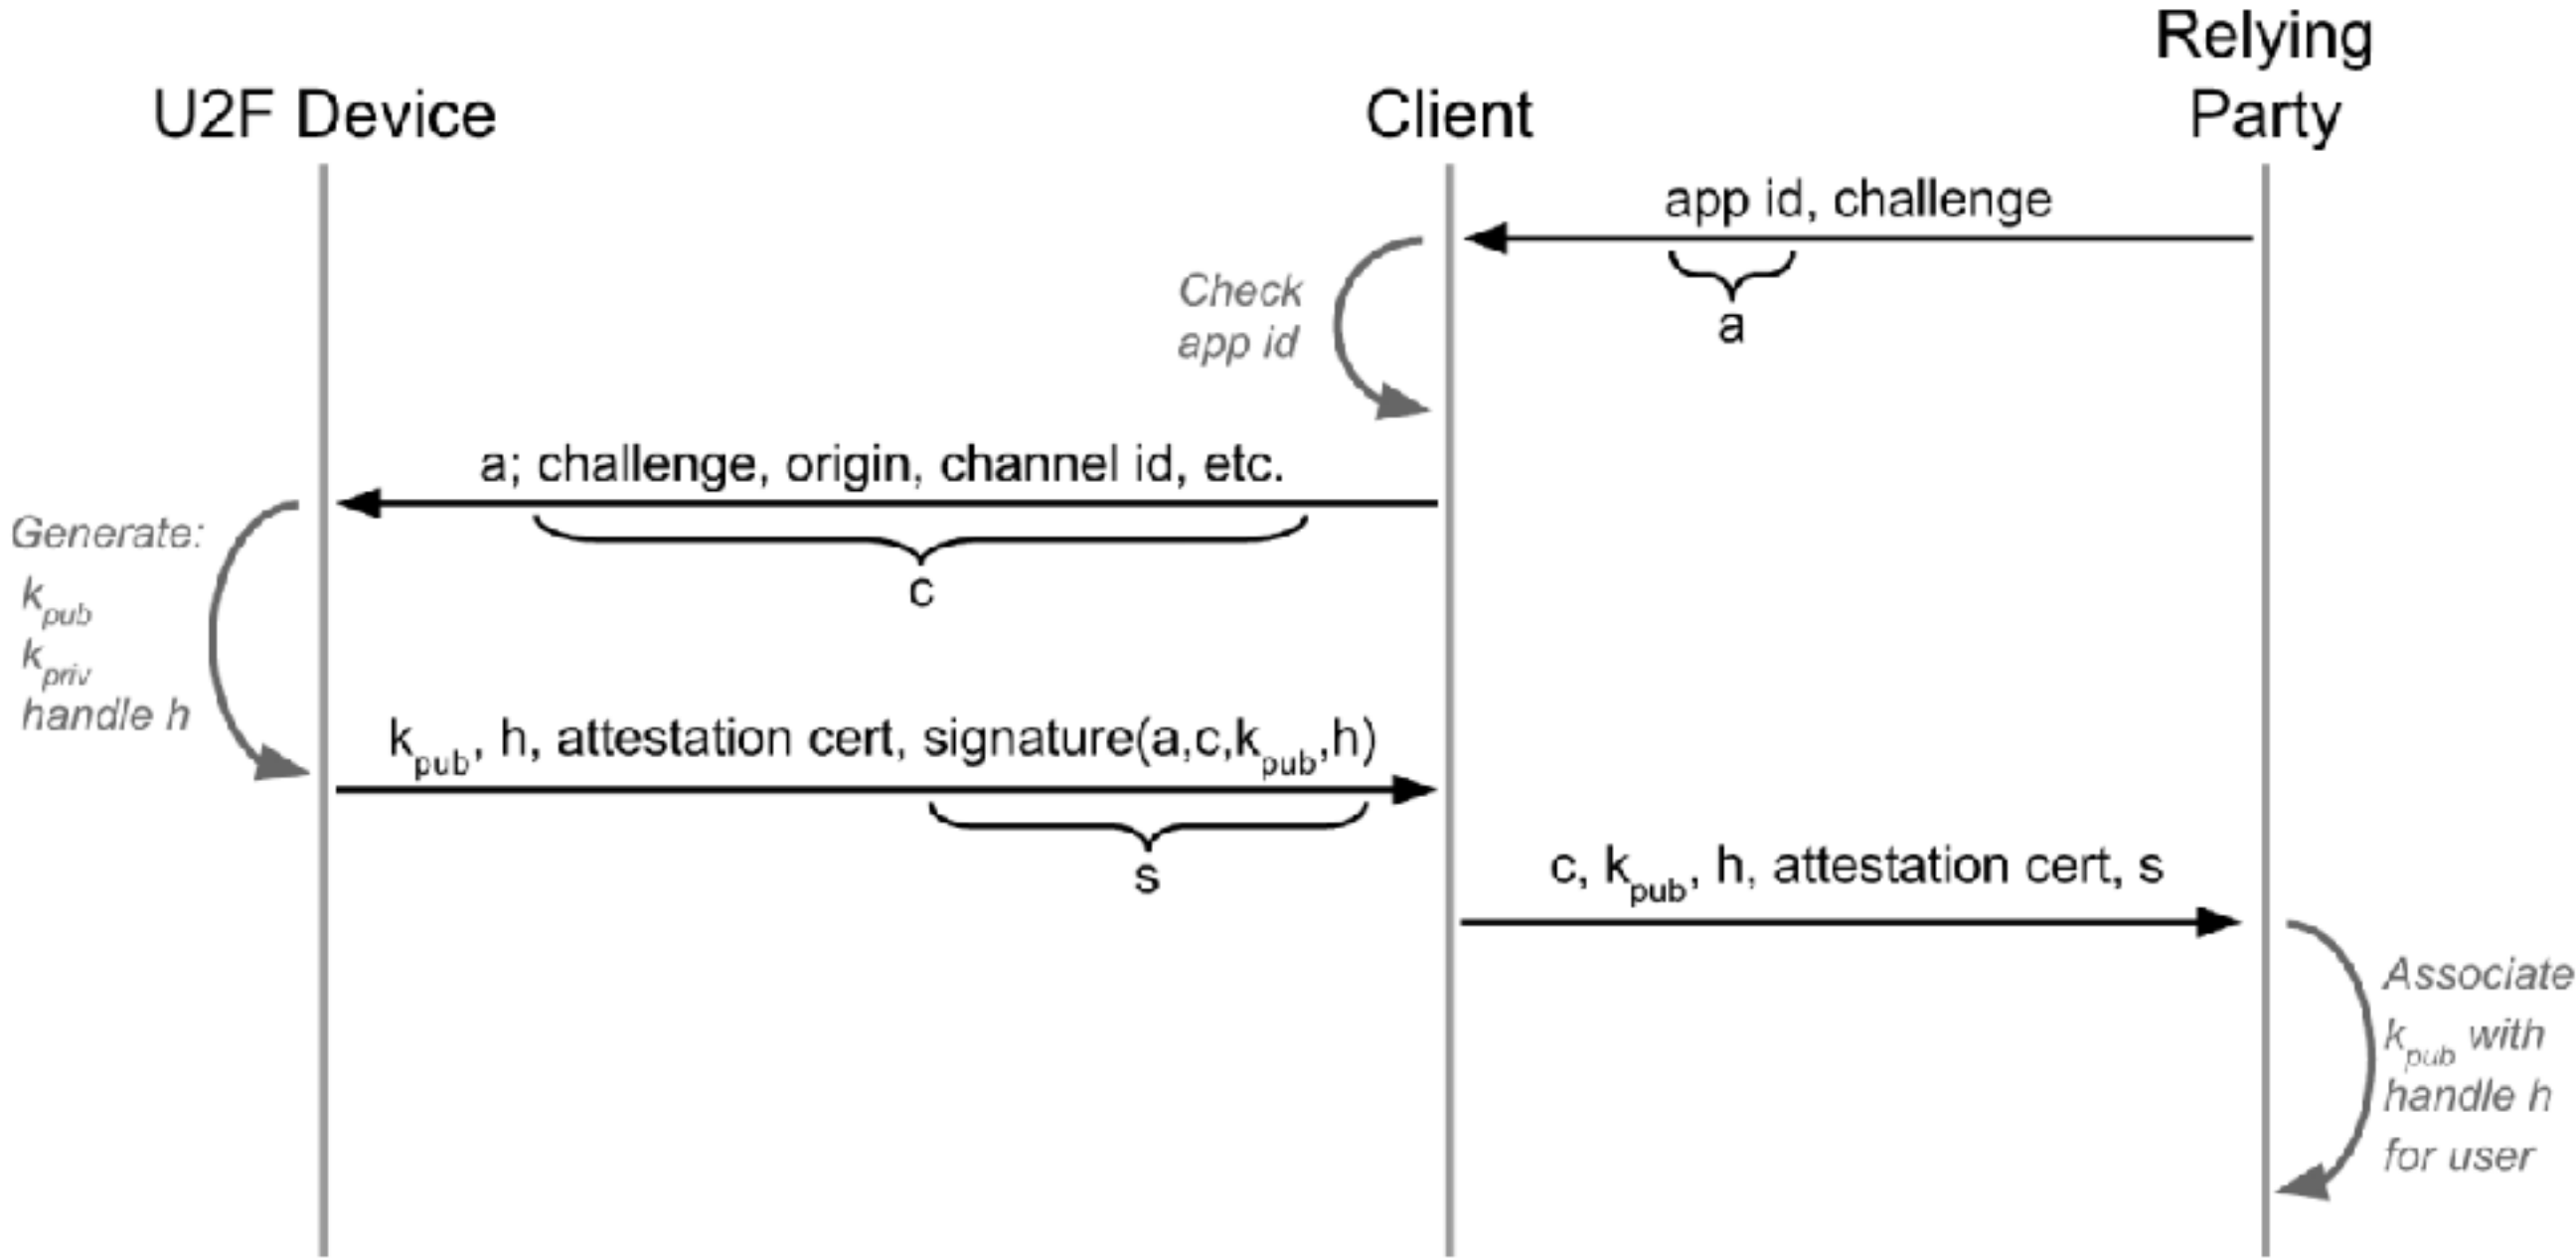 Relying
Party
U2F Device
Client
app id, challenge
a
Check
app id
a; challenge, origin, channel id, etc.
c
Generate:
kpub
kpriv
handle h
kpub, h, attestation cert, signature(a,c,kpub,h)
s
c, kpub, h, attestation cert, s
Associate
kpub with
handle h
for user